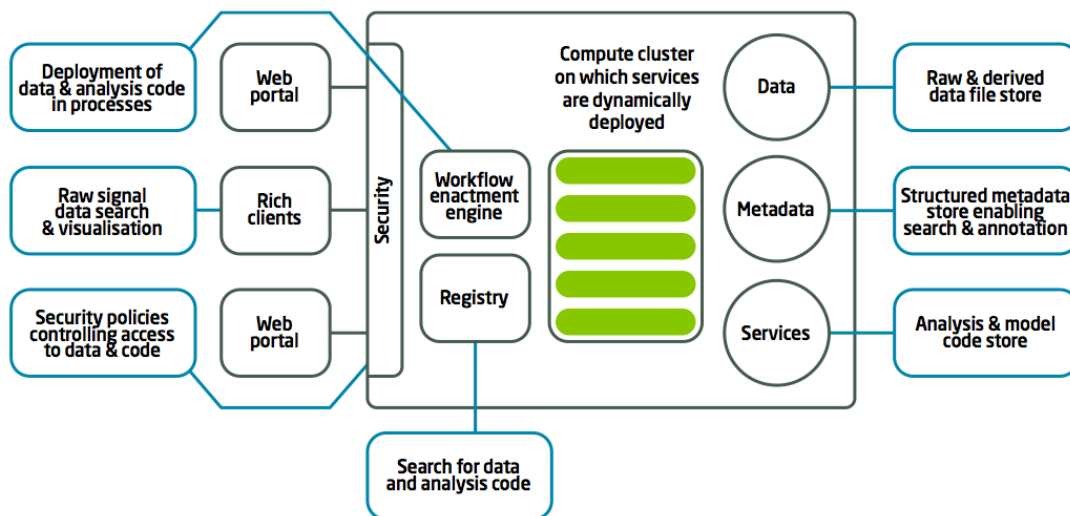 Deployment of
data & analysis code
in processes
Web
portal
Compute cluster
on which services
are dynamically
deployed
Data
Raw & derived
data file store
Raw signal
data search
& visualisation
Rich
clients
Security
Workflow
enactment
engine
Metadata
Structured metadata
store enabling
search & annotation
Registry
Security policies
controlling access
to data & code
Web
portal
Services
Analysis & model
code store
Search for data
and analysis code